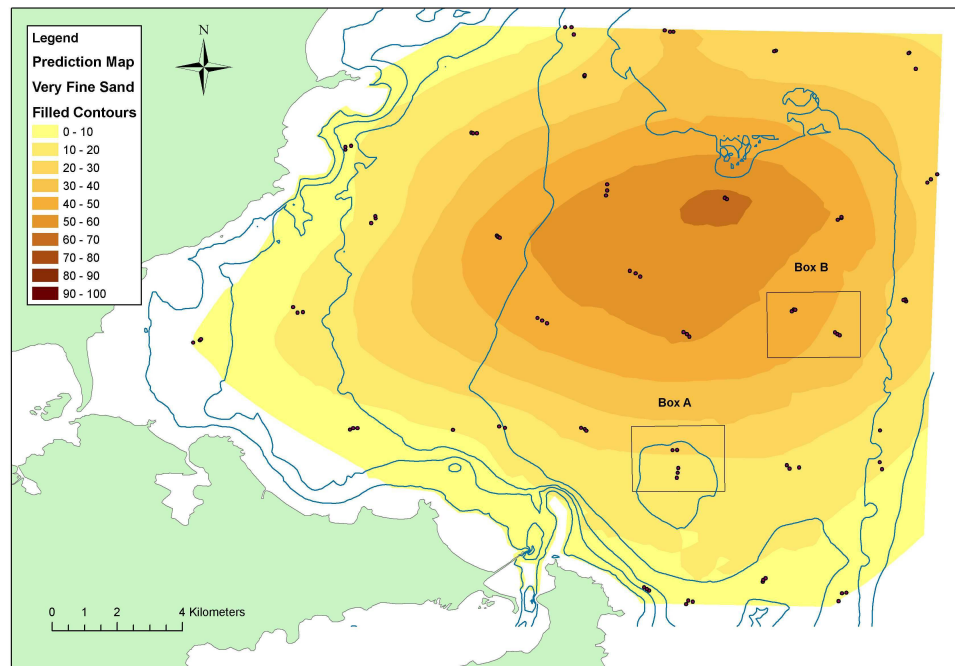 Legend
Prediction Map
Very Fine Sand
Filled Contours
0 - 10
10 - 20
20 - 30
30 - 40
40 - 50
50 - 60
60 - 70
70 - 80
80 - 90
90 - 100
N
Box B
Box A
0 1 2 4 Kilometers